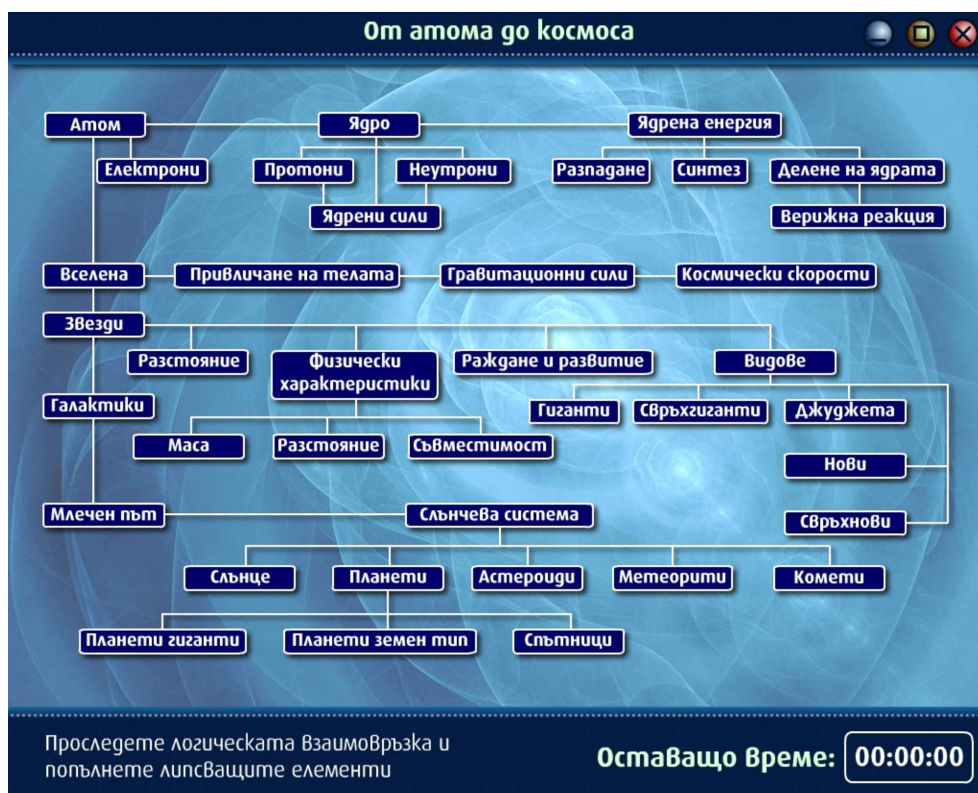 От атома до космоса
Атом
Ядро
Ядрена енергия
Електрони
Протони
Неутрони
Разпадане
Синтез
Делене на ядрата
Ядрени сили
Верижна реакция
Вселена
Привличане на телата
Гравитационни сили
Космически скорости
Звезди
Разстояние
Физически
характеристики
Раждане и развитие
Видове
Галактики
Гиганти
Свръхгиганти
Джуджета
Маса
Разстояние
Съвместимост
Нови
Млечен път
Слънчева система
Свръхнови
Слънце
Планети
Астероиди
Метеорити
Комети
Планети гиганти
Планети земен тип
Спътници
Проследете логическата взаимовръзка и
попълнете липсващите елементи
Оставащо време:
00:00:00